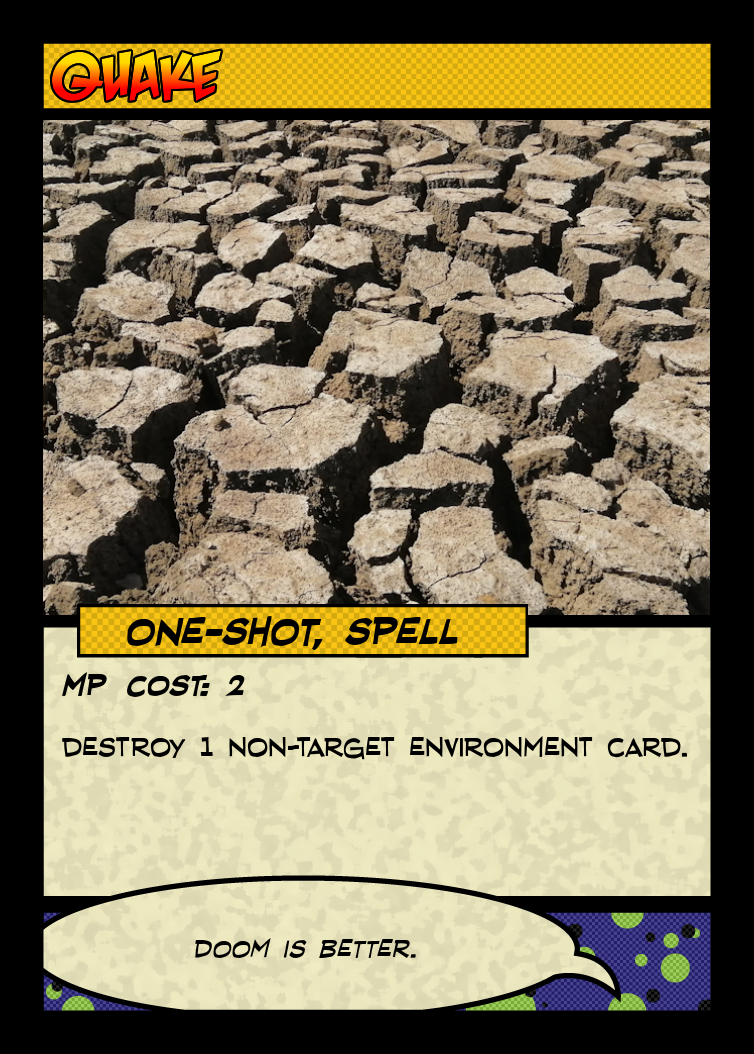 QUAKE
ONE-SHOT, SPELL
MP COST: 2
DESTROY 1 NON-TARGET ENVIRONMENT CARD.
DOOM IS BETTER.